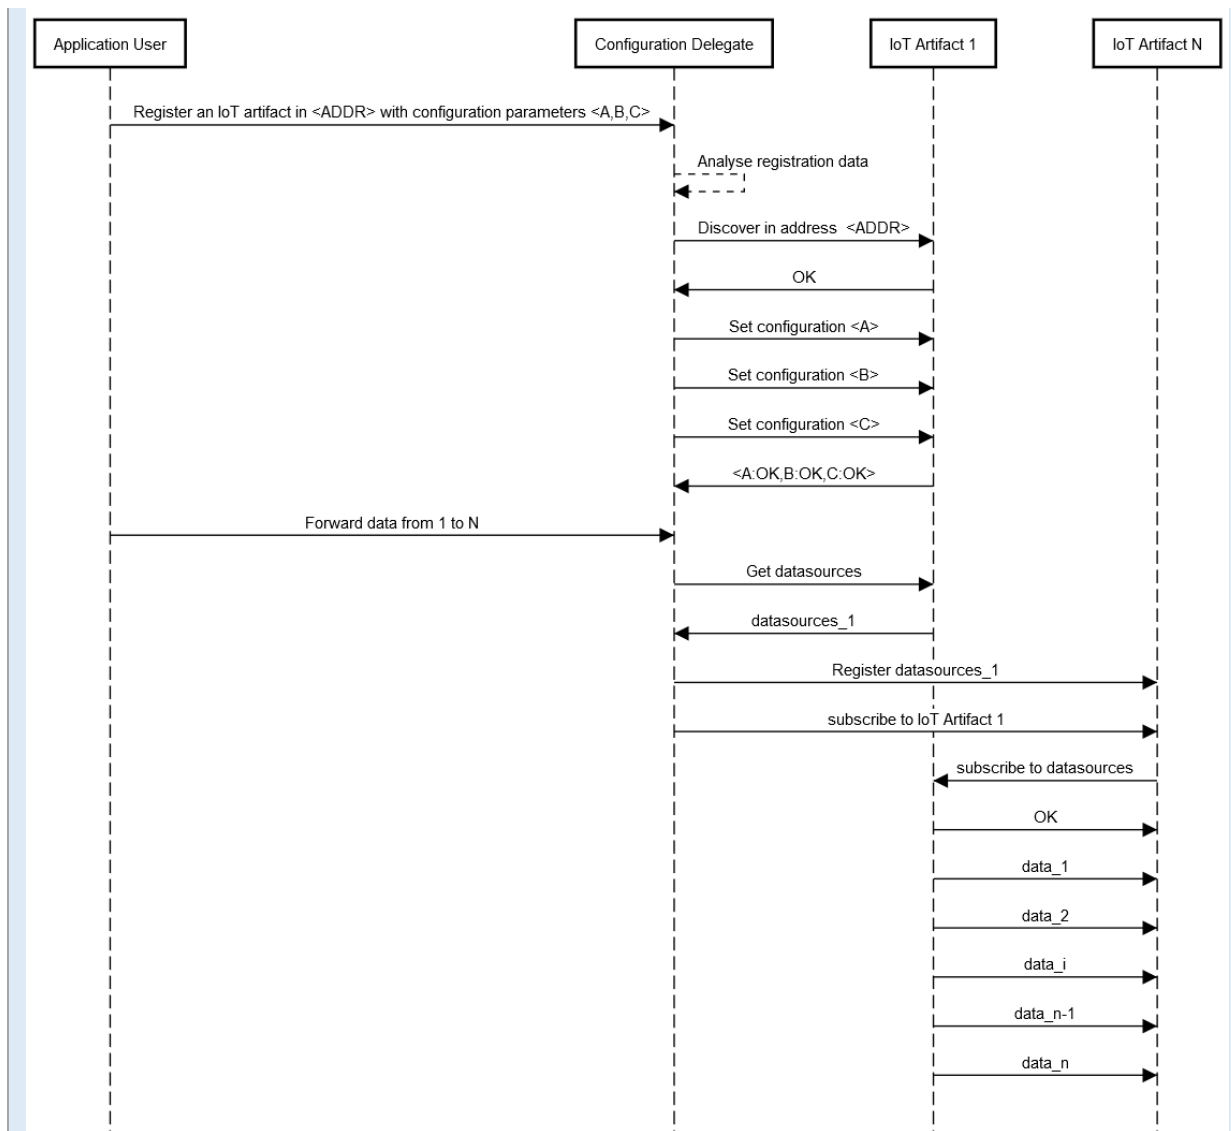 Application User
Configuration Delegate
IoT Artifact 1
IoT Artifact N
Register an IoT artifact in <ADDR> with configuration parameters <A,B,C>
Analyse registration data
Discover in address <ADDR>
OK
Set configuration <A>
Set configuration <B>
Set configuration <C>
<A:OK,B:OK,C:OK>
Forward data from 1 to N
Get datasources
datasources_1
Register datasources_1
subscribe to IoT Artifact 1
subscribe to datasources
OK
data_1
data_2
data_i
data_n-1
data_n